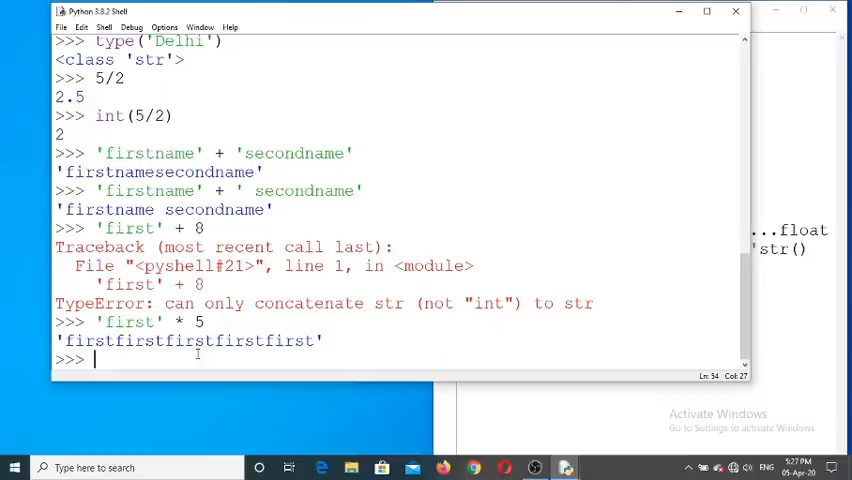 Python 3.8.2 Shell
File Edit Shell Debug Options Window Help
>>> type('Delhi')
<class 'str'>
>>> 5/2
2.5
>>> int(5/2)
2
>>> 'firstname' + 'secondname'
'firstnamesecondname'
>>> 'firstname' + ' secondname'
'firstname secondname'
>>> 'first' + 8
Traceback (most recent call last):
File "<pyshell#21>", line 1, in <module>
'first' + 8
TypeError: can only concatenate str (not "int") to str
>>> 'first' * 5
'firstfirstfirstfirstfirst'
>>>
Ln: 54 Col: 27
...float
'str()
Activate Windows
Go to Settings to activate Windows.
Type here to search
ENG
5:27 PM
05-Apr-20